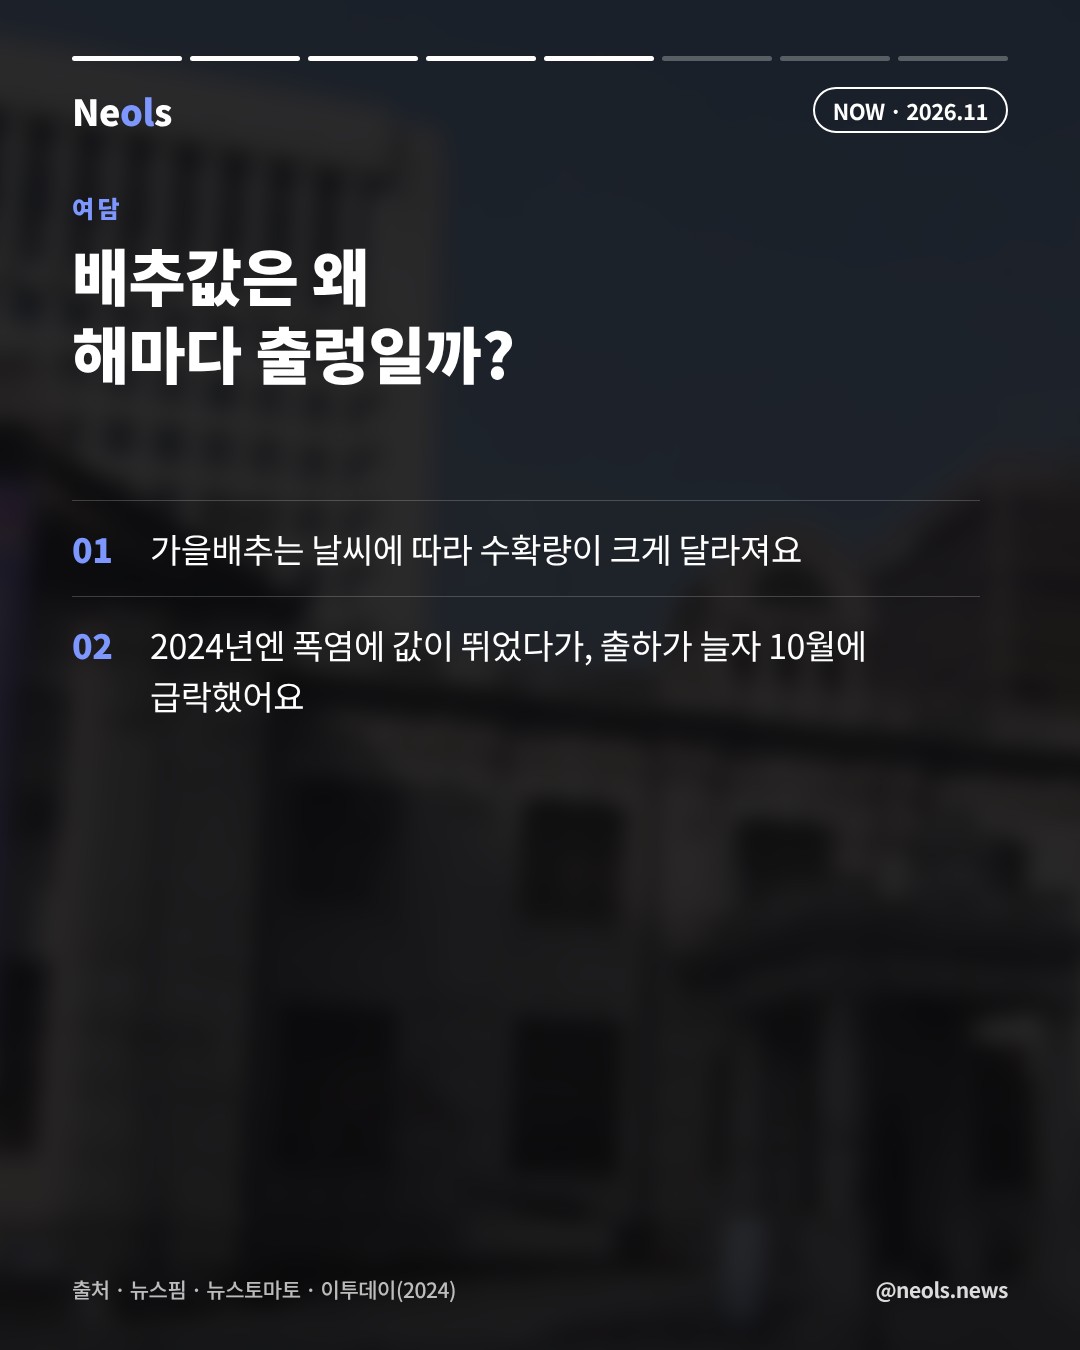 Neols
NOW · 2026.11
여담
배추값은 왜
해마다 출렁일까?
01 가을배추는 날씨에 따라 수확량이 크게 달라져요
02 2024년엔 폭염에 값이 뛰었다가, 출하가 늘자 10월에
급락했어요
출처 · 뉴스핌 · 뉴스토마토 · 이투데이(2024)
@neols.news